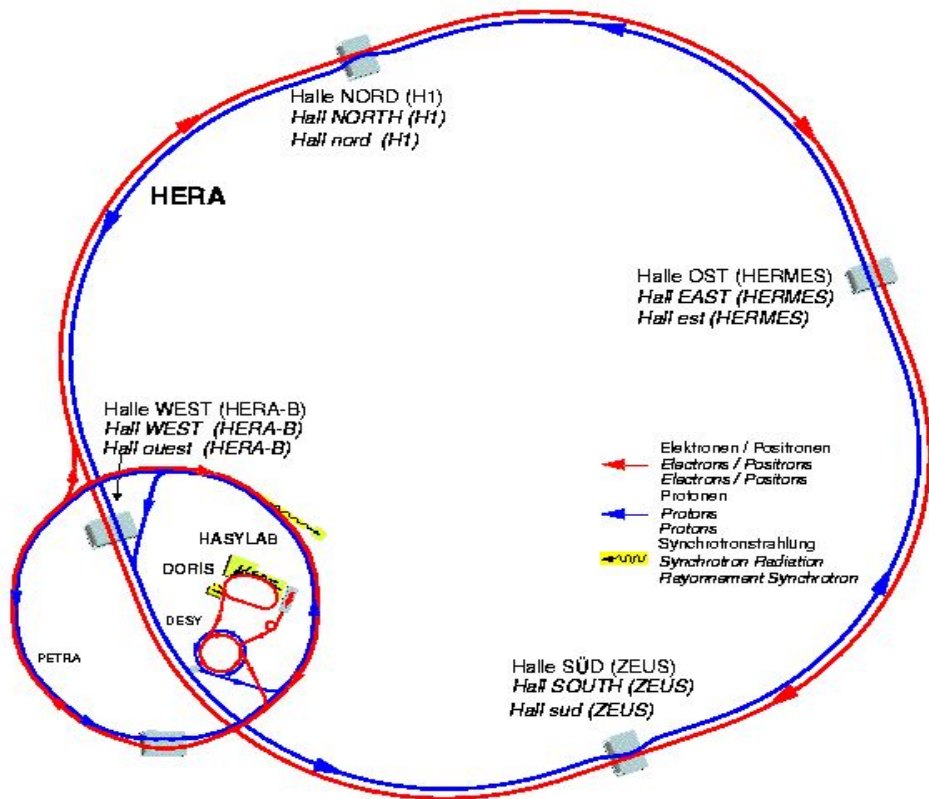 Halle NORD (H1)
Hall NORTH (H1)
Hall nord (H1)
HERA
Halle OST (HERMES)
Hall EAST (HERMES)
Hall est (HERMES)
Halle WEST (HERA-B)
Hall WEST (HERA-B)
Hall ouest (HERA-B)
Elektronen / Positronen
Electrons / Positrons
Electrons / Positons
Protonen
Protons
Protons
Synchrotronstrahlung
Synchrotron Radiation
Rayonnement Synchrotron
HASYLAB
DORIS
DESY
PETRA
Halle SÜD (ZEUS)
Hall SOUTH (ZEUS)
Hall sud (ZEUS)